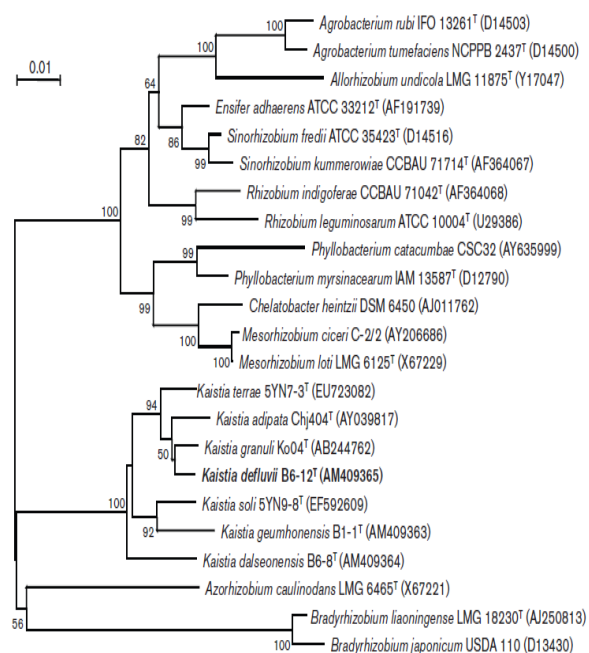 100
Agrobacterium rubi IFO 13261ᵀ (D14503)
Agrobacterium tumefaciens NCPPB 2437ᵀ (D14500)
100
Allorhizobium undicola LMG 11875ᵀ (Y17047)
0.01
64
Ensifer adhaerens ATCC 33212ᵀ (AF191739)
86
Sinorhizobium fredii ATCC 35423ᵀ (D14516)
99
Sinorhizobium kummerowiae CCBAU 71714ᵀ (AF364067)
82
Rhizobium indigoferae CCBAU 71042ᵀ (AF364068)
99
Rhizobium leguminosarum ATCC 10004ᵀ (U29386)
100
99
Phyllobacterium catacumbae CSC32 (AY635999)
Phyllobacterium myrsinacearum IAM 13587ᵀ (D12790)
99
Chelatobacter heintzii DSM 6450 (AJ011762)
100
Mesorhizobium ciceri C-2/2 (AY206686)
100
Mesorhizobium loti LMG 6125ᵀ (X67229)
Kaistia terrae 5YN7-3ᵀ (EU723082)
94
Kaistia adipata Chj404ᵀ (AY039817)
Kaistia granuli Ko04ᵀ (AB244762)
50
Kaistia defluvii B6-12ᵀ (AM409365)
100
Kaistia soli 5YN9-8ᵀ (EF592609)
92
Kaistia geumhonensis B1-1ᵀ (AM409363)
Kaistia dalseonensis B6-8ᵀ (AM409364)
Azorhizobium caulinodans LMG 6465ᵀ (X67221)
56
Bradyrhizobium liaoningense LMG 18230ᵀ (AJ250813)
100
Bradyrhizobium japonicum USDA 110 (D13430)